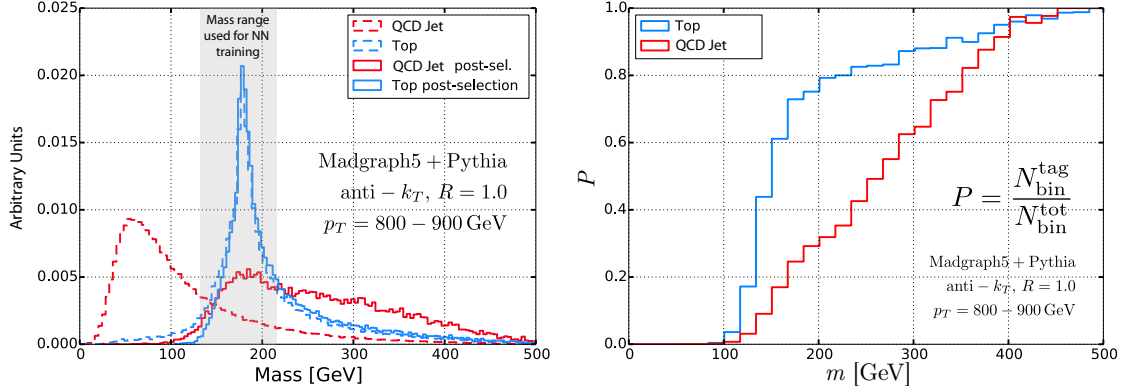 0.025
0.020
0.015
0.010
0.005
0.000
Arbitrary Units
0
100
200
300
400
500
Mass [GeV]
Mass range
used for NN
training
QCD Jet
Top
QCD Jet post-sel.
Top post-selection
Madgraph5 + Pythia
anti − k_T, R = 1.0
p_T = 800 − 900 GeV
1.0
0.8
0.6
0.4
0.2
0.0
P
0
100
200
300
400
500
m [GeV]
Top
QCD Jet
P = N_bin^tag / N_bin^tot
Madgraph5 + Pythia
anti − k_T, R = 1.0
p_T = 800 − 900 GeV